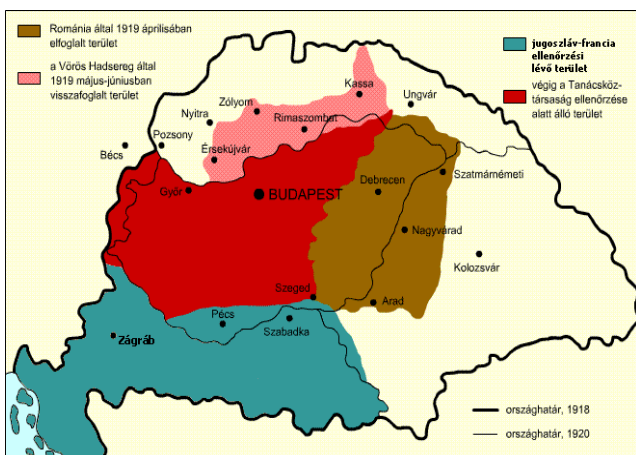 Románia által 1919 áprilisában
elfoglalt terület
a Vörös Hadsereg által
1919 május-júniusban
visszafoglalt terület
jugoszláv-francia
ellenőrzési
lévő terület
végig a Tanácsköz-
társaság ellenőrzése
alatt álló terület
Kassa
Ungvár
Zólyom
Nyitra
Rimaszombat
Pozsony
Bécs
Érsekújvár
Szatmárnémeti
Győr
BUDAPEST
Debrecen
Nagyvárad
Kolozsvár
Szeged
Arad
Pécs
Szabadka
Zágráb
országhatár, 1918
országhatár, 1920